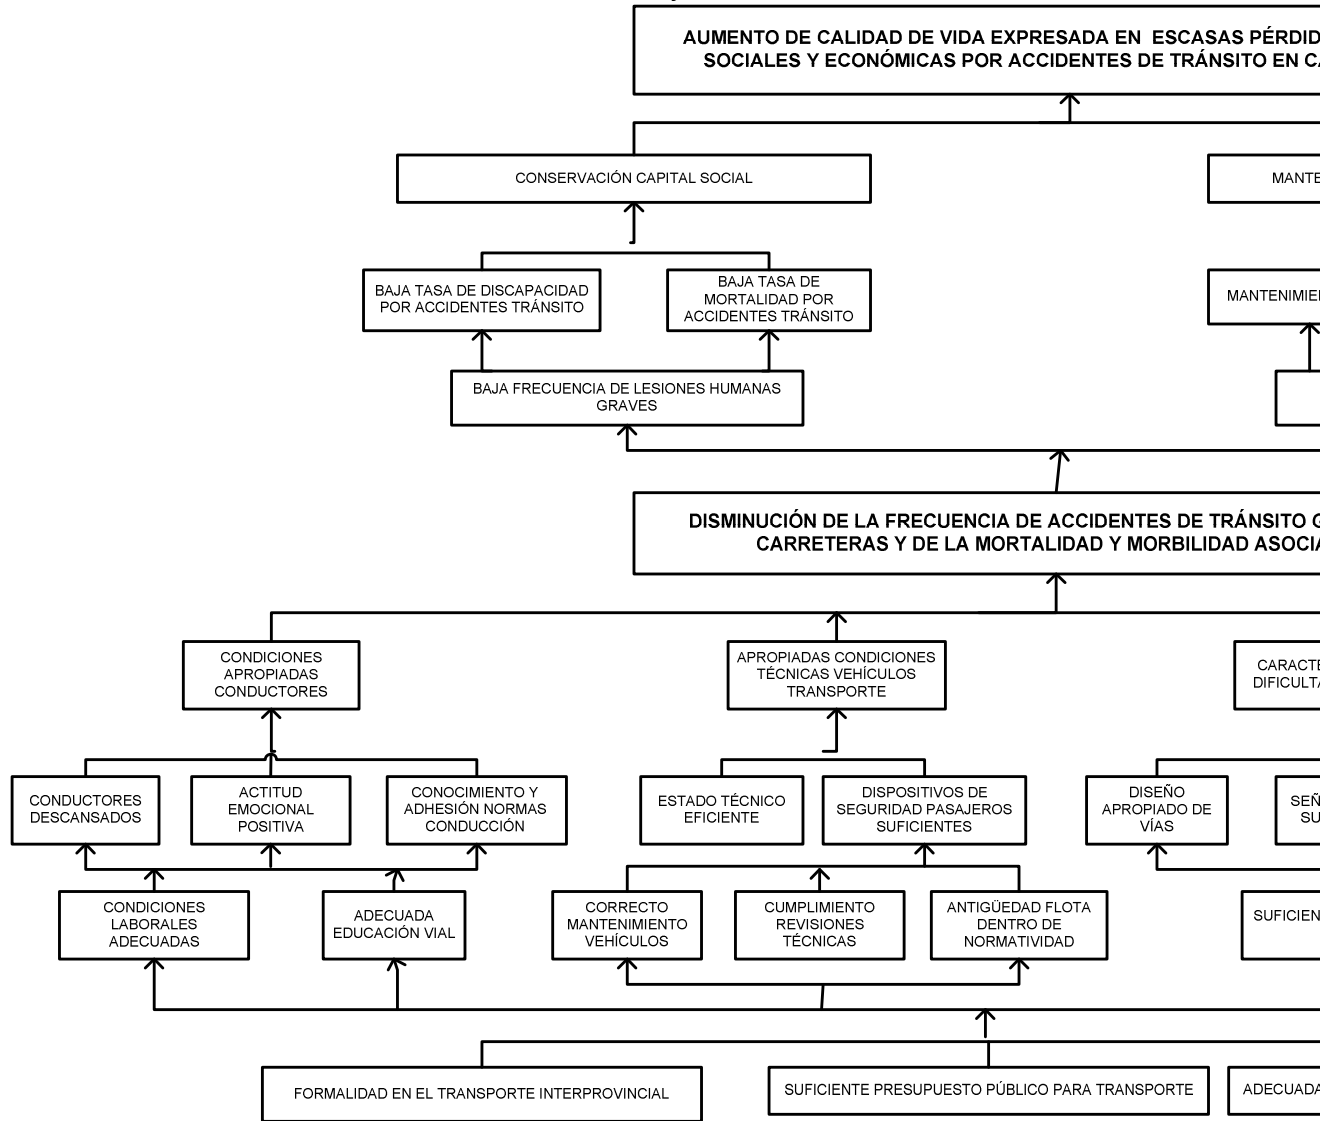 AUMENTO DE CALIDAD DE VIDA EXPRESADA EN ESCASAS
SOCIALES Y ECONÓMICAS POR ACCIDENTES DE TRÁNSITO EN
CONSERVACIÓN CAPITAL SOCIAL
BAJA TASA DE DISCAPACIDAD
POR ACCIDENTES TRÁNSITO
BAJA TASA DE
MORTALIDAD POR
ACCIDENTES TRÁNSITO
BAJA FRECUENCIA DE LESIONES HUMANAS
GRAVES
DISMINUCIÓN DE LA FRECUENCIA DE ACCIDENTES DE TRÁNSITO
CARRETERAS Y DE LA MORTALIDAD Y MORBILIDAD
CONDICIONES
APROPIADAS
CONDUCTORES
APROPIADAS CONDICIONES
TÉCNICAS VEHÍCULOS
TRANSPORTE
CONDUCTORES
DESCANSADOS
ACTITUD
EMOCIONAL
POSITIVA
CONOCIMIENTO Y
ADHESIÓN NORMAS
CONDUCCIÓN
ESTADO TÉCNICO
EFICIENTE
DISPOSITIVOS DE
SEGURIDAD PASAJEROS
SUFICIENTES
DISEÑO
APROPIADO DE
VÍAS
CONDICIONES
LABORALES
ADECUADAS
ADECUADA
EDUCACIÓN VIAL
CORRECTO
MANTENIMIENTO
VEHÍCULOS
CUMPLIMIENTO
REVISIONES
TÉCNICAS
ANTIGÜEDAD FLOTA
DENTRO DE
NORMATIVIDAD
FORMALIDAD EN EL TRANSPORTE INTERPROVINCIAL
SUFICIENTE PRESUPUESTO PÚBLICO PARA TRANSPORTE
ADECUADA